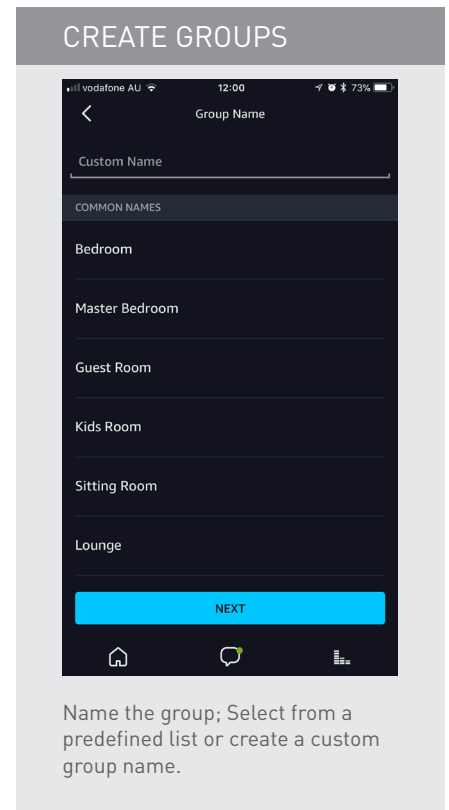 CREATE GROUPS
vodafone AU 12:00 73%
Group Name
Custom Name
COMMON NAMES
Bedroom
Master Bedroom
Guest Room
Kids Room
Sitting Room
Lounge
NEXT
Name the group; Select from a
predefined list or create a custom
group name.